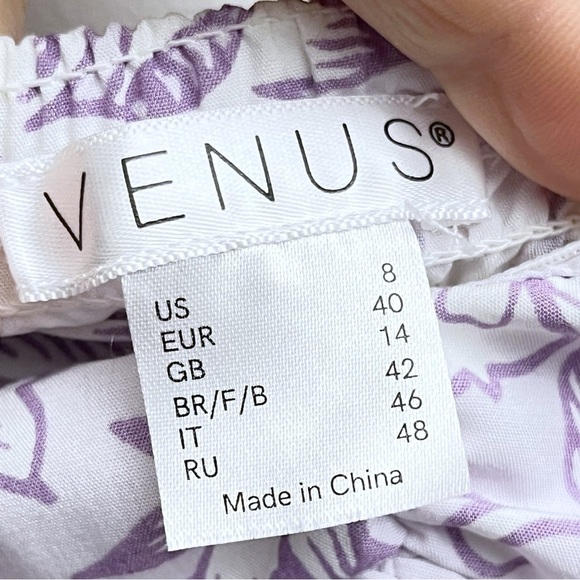 VENUS®
US 8
EUR 40
GB 14
BR/F/B 42
IT 46
RU 48
Made in China